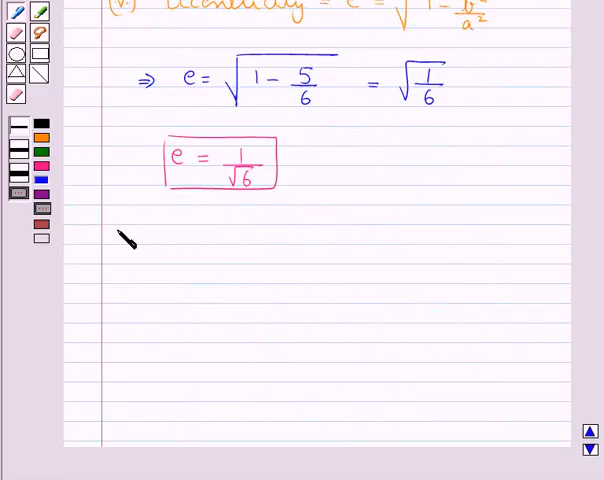 (v) Eccentricity = e = √1 - b²/a²
⇒ e = √1 - 5/6 = √1/6
e = 1/√6